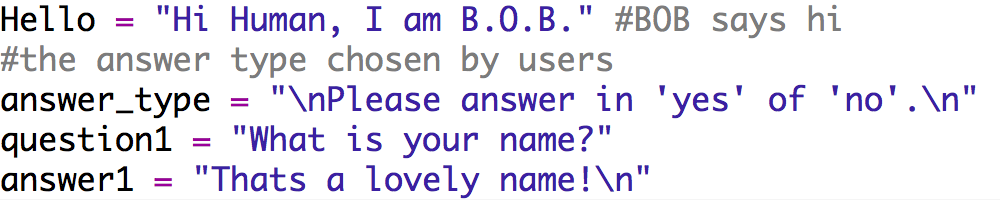 Hello = "Hi Human, I am B.O.B." #BOB says hi
#the answer type chosen by users
answer_type = "\nPlease answer in 'yes' of 'no'.\n"
question1 = "What is your name?"
answer1 = "Thats a lovely name!\n"